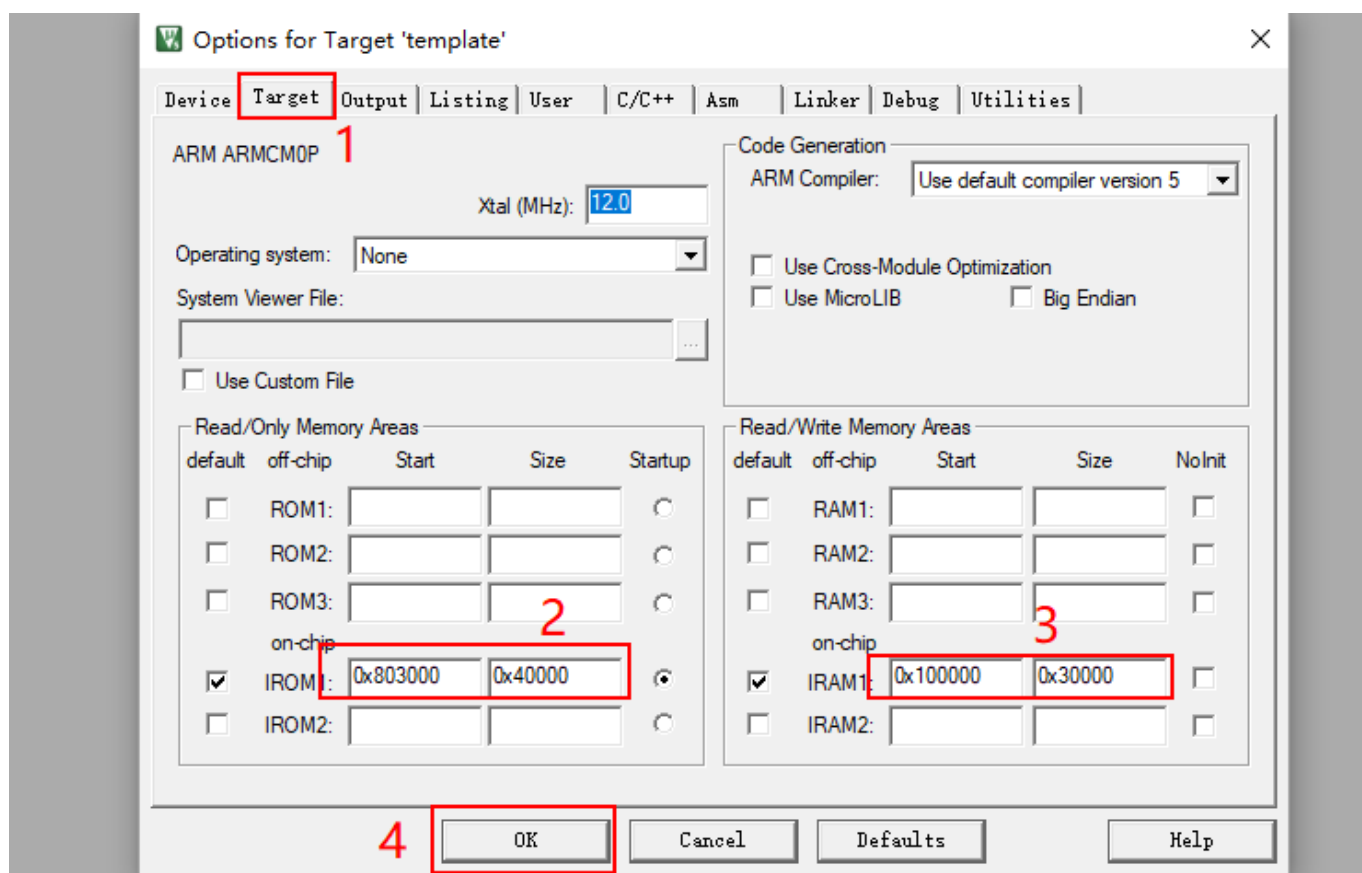 Options for Target 'template'
Device Target Output Listing User C/C++ Asm Linker Debug Utilities
1
ARM ARMCM0P
Xtal (MHz): 12.0
Operating system: None
System Viewer File:
...
Use Custom File
Code Generation
ARM Compiler: Use default compiler version 5
Use Cross-Module Optimization
Use MicroLIB Big Endian
Read/Only Memory Areas
default off-chip Start Size Startup
ROM1:
ROM2:
ROM3:
2
on-chip
IROM1: 0x803000 0x40000
IROM2:
Read/Write Memory Areas
default off-chip Start Size NoInit
RAM1:
RAM2:
RAM3:
3
on-chip
IRAM1: 0x100000 0x30000
IRAM2:
4
OK Cancel Defaults Help